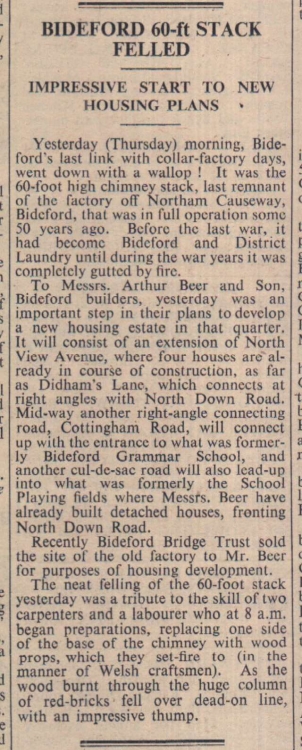 BIDEFORD 60-ft STACK
FELLED
IMPRESSIVE START TO NEW
HOUSING PLANS
Yesterday (Thursday) morning, Bide-
ford's last link with collar-factory days,
went down with a wallop ! It was the
60-foot high chimney stack, last remnant
of the factory off Northam Causeway,
Bideford, that was in full operation some
50 years ago. Before the last war, it
had become Bideford and District
Laundry until during the war years it was
completely gutted by fire.
To Messrs. Arthur Beer and Son,
Bideford builders, yesterday was an
important step in their plans to develop
a new housing estate in that quarter.
It will consist of an extension of North
View Avenue, where four houses are al-
ready in course of construction, as far
as Didham's Lane, which connects at
right angles with North Down Road.
Mid-way another right-angle connecting
road, Cottingham Road, will connect
up with the entrance to what was former-
ly Bideford Grammar School, and
another cul-de-sac road will also lead-up
into what was formerly the School
Playing fields where Messrs. Beer have
already built detached houses, fronting
North Down Road.
Recently Bideford Bridge Trust sold
the site of the old factory to Mr. Beer
for purposes of housing development.
The neat felling of the 60-foot stack
yesterday was a tribute to the skill of two
carpenters and a labourer who at 8 a.m.
began preparations, replacing one side
of the base of the chimney with wood
props, which they set-fire to (in the
manner of Welsh craftsmen). As the
wood burnt through the huge column
of red-bricks fell over dead-on line,
with an impressive thump.